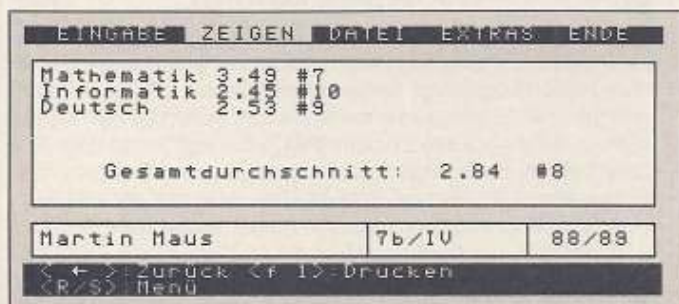 EINGABE ZEIGEN DATEI EXTRAS ENDE
Mathematik 3.49 #7
Informatik 2.45 #10
Deutsch 2.53 #9
Gesamtdurchschnitt: 2.84 #8
Martin Maus 7b/IV 88/89
< ← >:Zurück <f 1>:Drucken
<R/S>:Menü